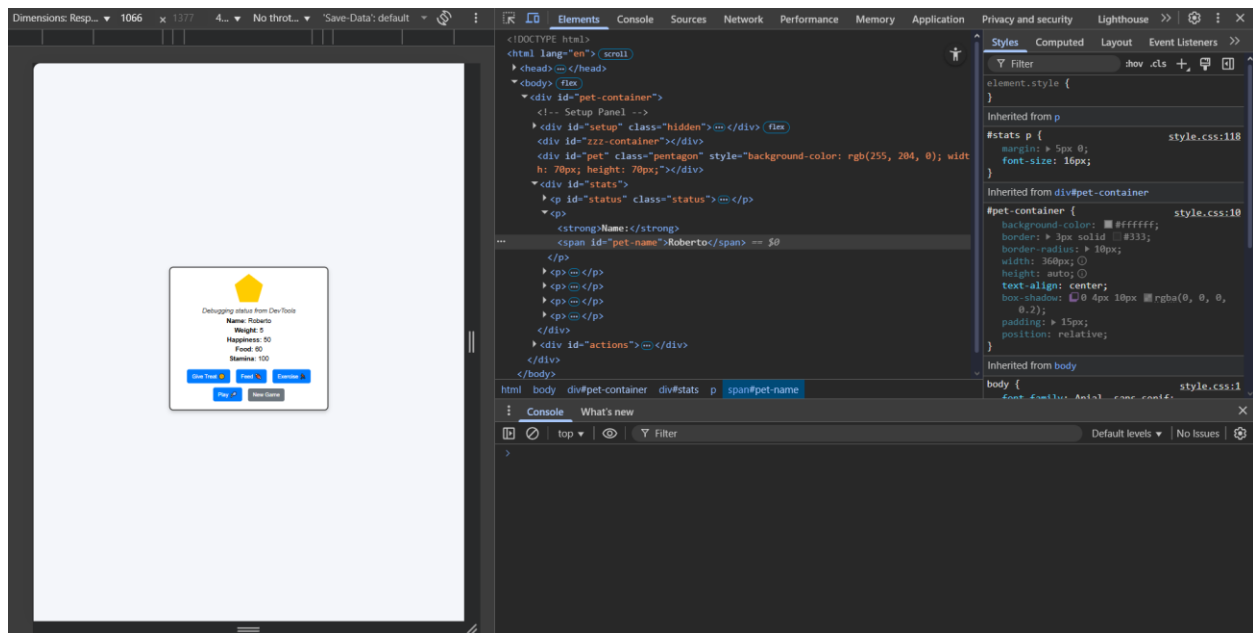 Dimensions: Resp... ▼ 1066 x 1377 4... ▼ No throt... ▼ 'Save-Data': default ▼
Debugging status from DevTools
Name: Roberto
Weight: 5
Happiness: 50
Food: 60
Stamina: 100
Give Treat Feed Exercise
Play New Game
Elements Console Sources Network Performance Memory Application Privacy and security Lighthouse >>
<!DOCTYPE html>
<html lang="en"> scroll
<head> ... </head>
<body> flex
<div id="pet-container">
<!-- Setup Panel -->
<div id="setup" class="hidden"> ... </div> flex
<div id="zzz-container"></div>
<div id="pet" class="pentagon" style="background-color: rgb(255, 204, 0); widt
h: 70px; height: 70px;"></div>
<div id="stats">
<p id="status" class="status"> ... </p>
<p>
<strong>Name:</strong>
... <span id="pet-name">Roberto</span> == $0
</p>
<p> ... </p>
<p> ... </p>
<p> ... </p>
<p> ... </p>
</div>
<div id="actions"> ... </div>
</div>
</body>
html body div#pet-container div#stats p span#pet-name
Styles Computed Layout Event Listeners >>
Filter :hov .cls +
element.style {
}
Inherited from p
#stats p { style.css:118
margin: ▶ 5px 0;
font-size: 16px;
}
Inherited from div#pet-container
#pet-container { style.css:10
background-color: #ffffff;
border: ▶ 3px solid #333;
border-radius: ▶ 10px;
width: 360px;
height: auto;
text-align: center;
box-shadow: 0 4px 10px rgba(0, 0, 0,
0.2);
padding: ▶ 15px;
position: relative;
}
Inherited from body
body { style.css:1
font-family: Arial, sans-serif;
Console What's new
top ▼ Filter Default levels ▼ No Issues
>